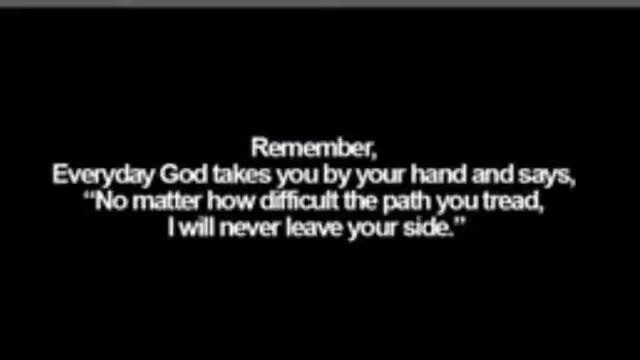 Remember,
Everyday God takes you by your hand and says,
“No matter how difficult the path you tread,
I will never leave your side.”